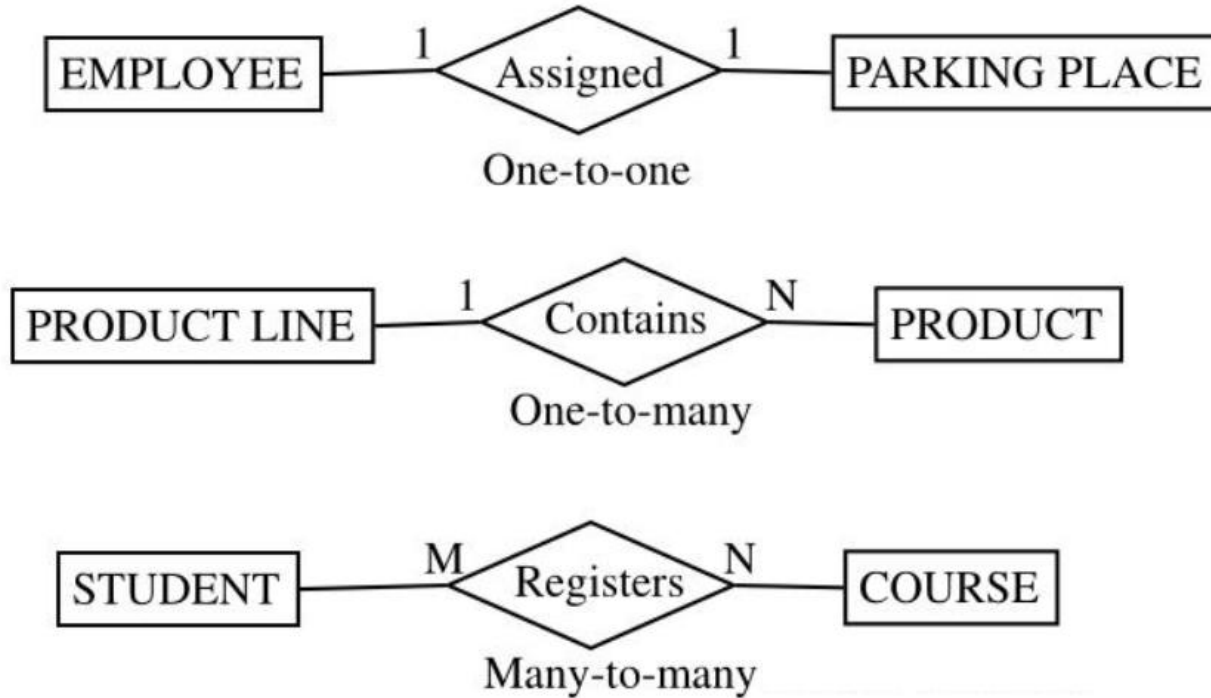 EMPLOYEE 1 Assigned 1 PARKING PLACE
One-to-one
PRODUCT LINE 1 Contains N PRODUCT
One-to-many
STUDENT M Registers N COURSE
Many-to-many